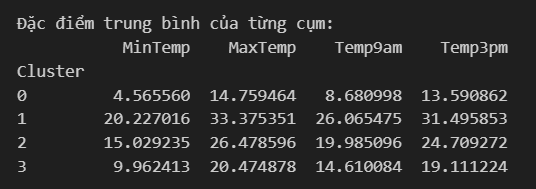 Đặc điểm trung bình của từng cụm:
MinTemp MaxTemp Temp9am Temp3pm
Cluster
0 4.565560 14.759464 8.680998 13.590862
1 20.227016 33.375351 26.065475 31.495853
2 15.029235 26.478596 19.985096 24.709272
3 9.962413 20.474878 14.610084 19.111224